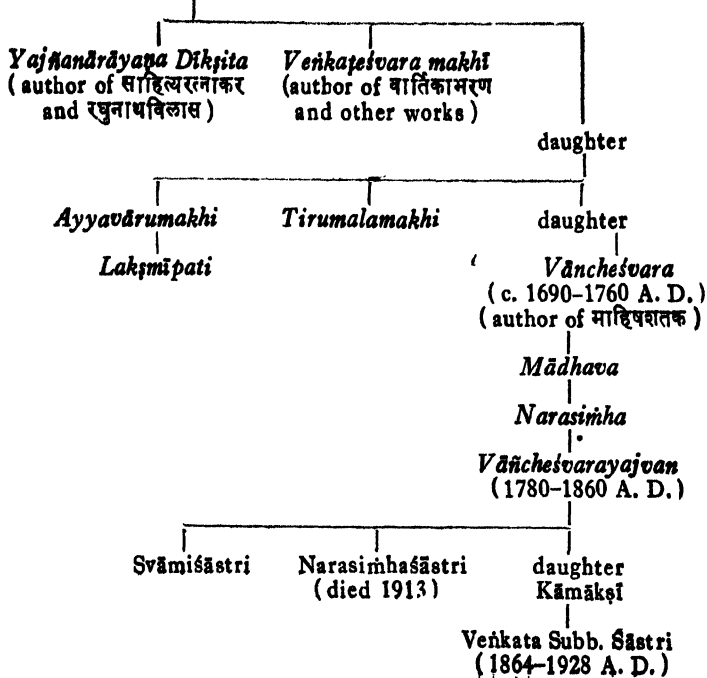 Yajñanārāyaṇa Dīkṣita
(author of साहित्यरत्नाकर
and रघुनाथविलास)
Veṅkaṭeśvara makhī
(author of वार्तिकाभरण
and other works)
daughter
Ayyavārumakhi
Tirumalamakhi
daughter
Lakṣmīpati
Vāncheśvara
(c. 1690-1760 A. D.)
(author of माहिषशतक)
Mādhava
Narasiṁha
Vāñcheśvarayajvan
(1780-1860 A. D.)
Svāmiśāstri
Narasiṁhaśāstri
(died 1913)
daughter
Kāmākṣī
Veṅkata Subb. Śāstri
(1864-1928 A. D.)